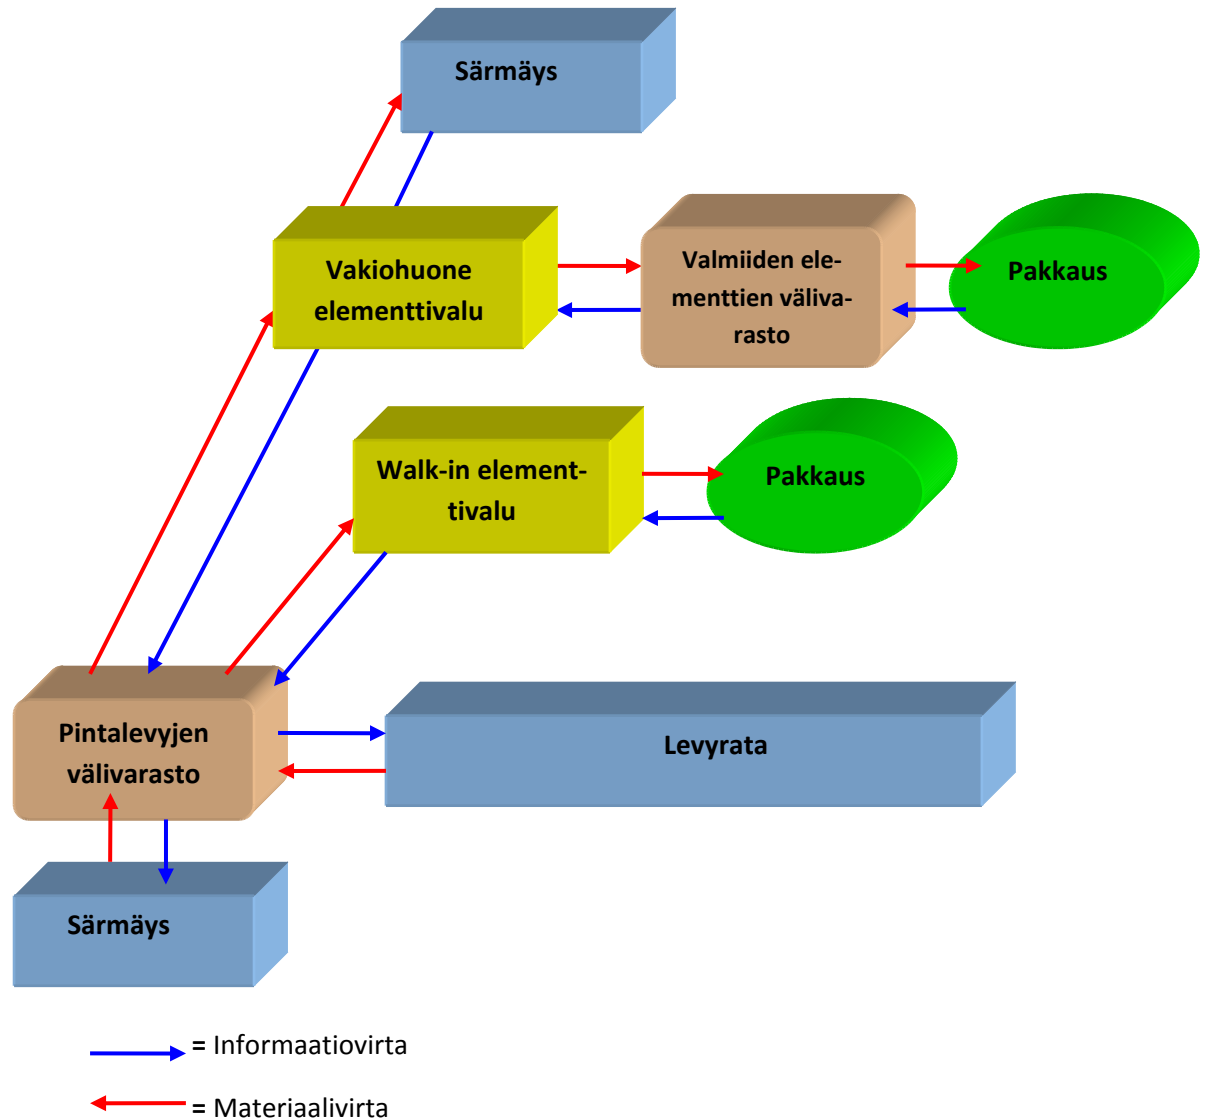 Särmäys
Vakiohuone
elementtivalu
Valmiiden ele-
menttien väliva-
rasto
Pakkaus
Walk-in element-
tivalu
Pakkaus
Pintalevyjen
välivarasto
Levyrata
Särmäys
= Informaatiovirta
= Materiaalivirta